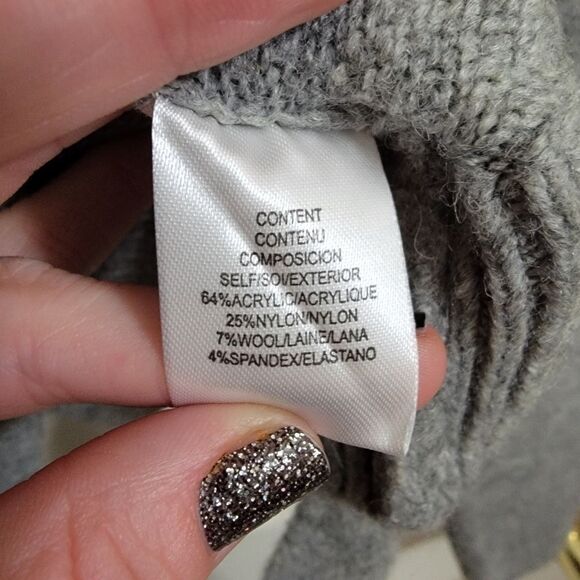 CONTENT
CONTENU
COMPOSICION
SELF/SOI/EXTERIOR
64%ACRYLIC/ACRYLIQUE
25%NYLON/NYLON
7%WOOL/LAINE/LANA
4%SPANDEX/ELASTANO